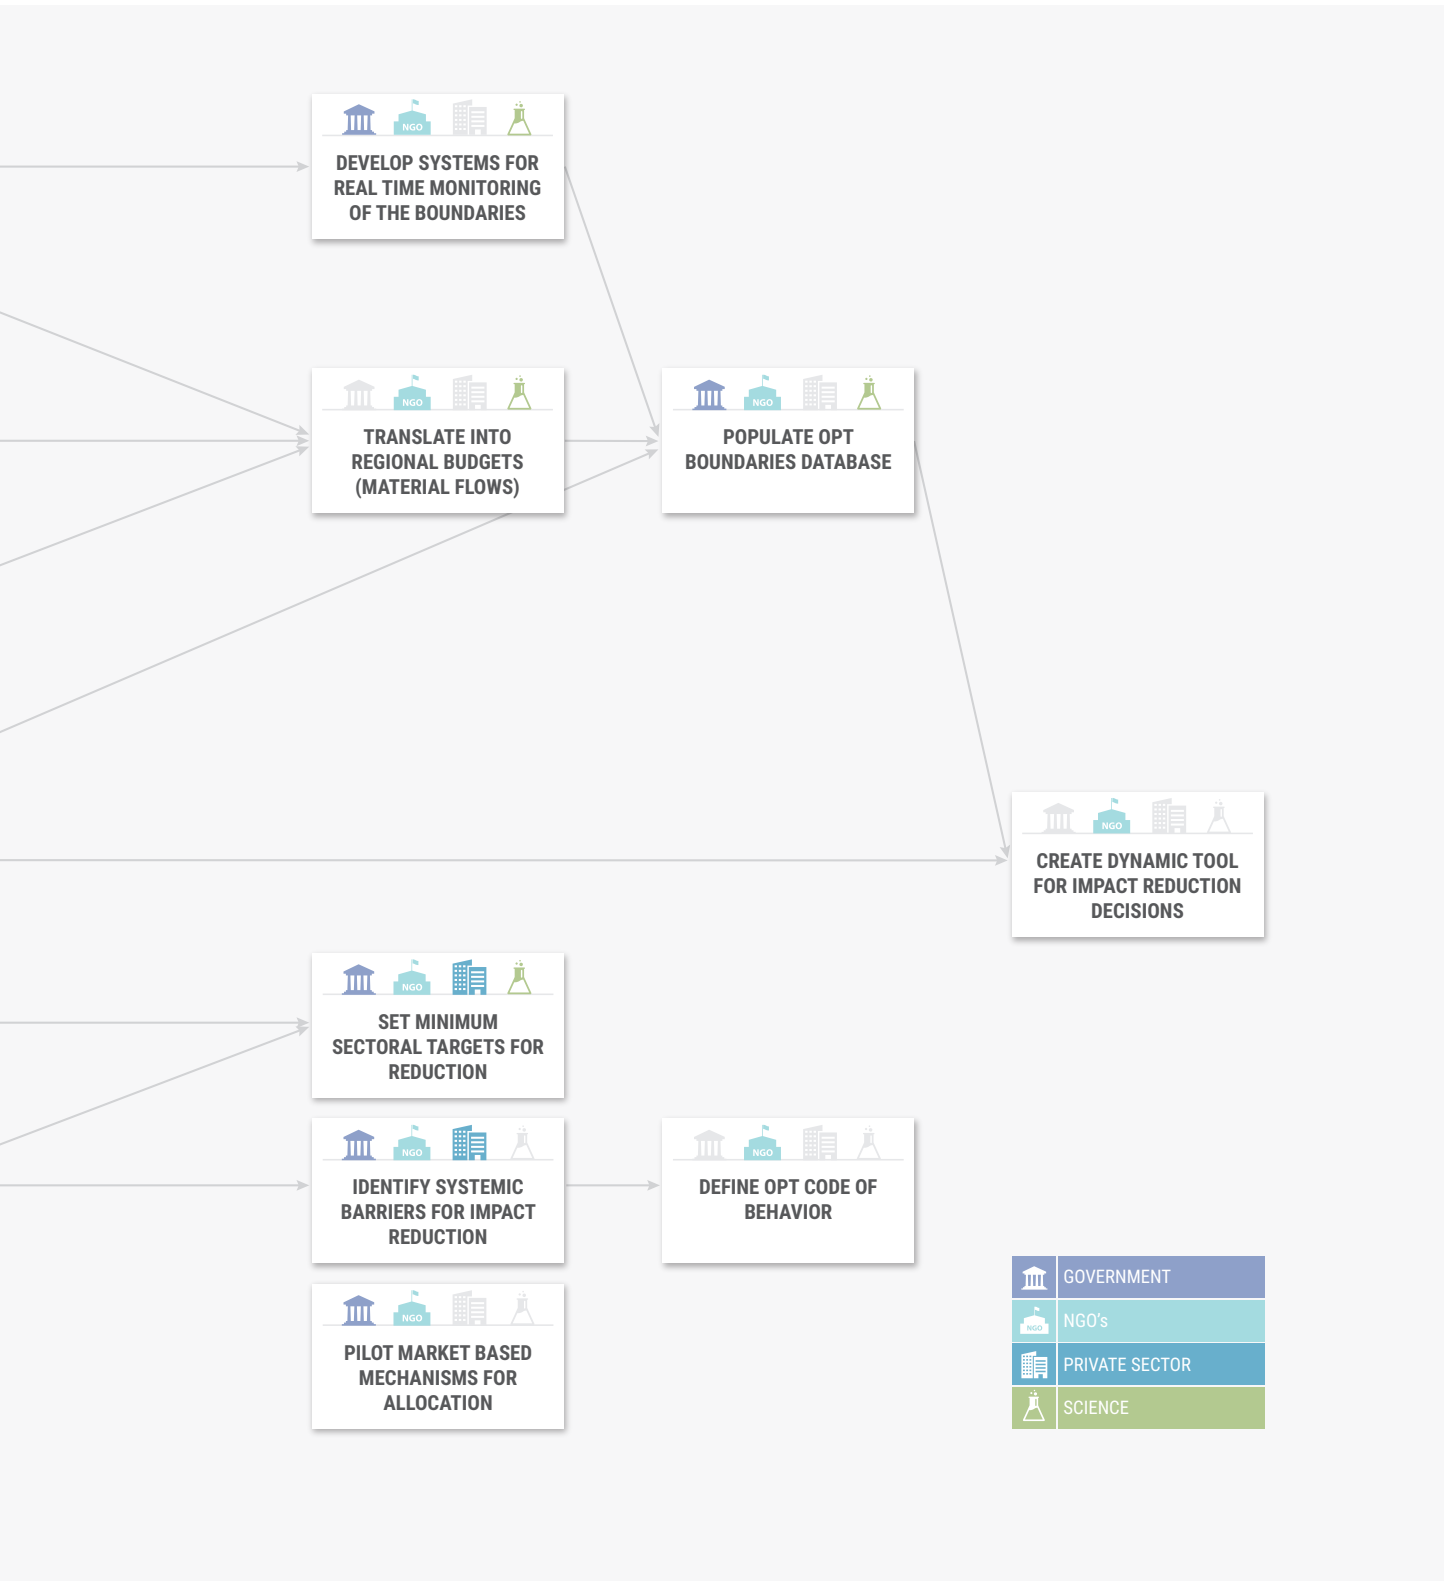 NGO
DEVELOP SYSTEMS FOR
REAL TIME MONITORING
OF THE BOUNDARIES
NGO
TRANSLATE INTO
REGIONAL BUDGETS
(MATERIAL FLOWS)
NGO
POPULATE OPT
BOUNDARIES DATABASE
NGO
CREATE DYNAMIC TOOL
FOR IMPACT REDUCTION
DECISIONS
NGO
SET MINIMUM
SECTORAL TARGETS FOR
REDUCTION
NGO
IDENTIFY SYSTEMIC
BARRIERS FOR IMPACT
REDUCTION
NGO
DEFINE OPT CODE OF
BEHAVIOR
NGO
PILOT MARKET BASED
MECHANISMS FOR
ALLOCATION
GOVERNMENT
NGO
NGO's
PRIVATE SECTOR
SCIENCE